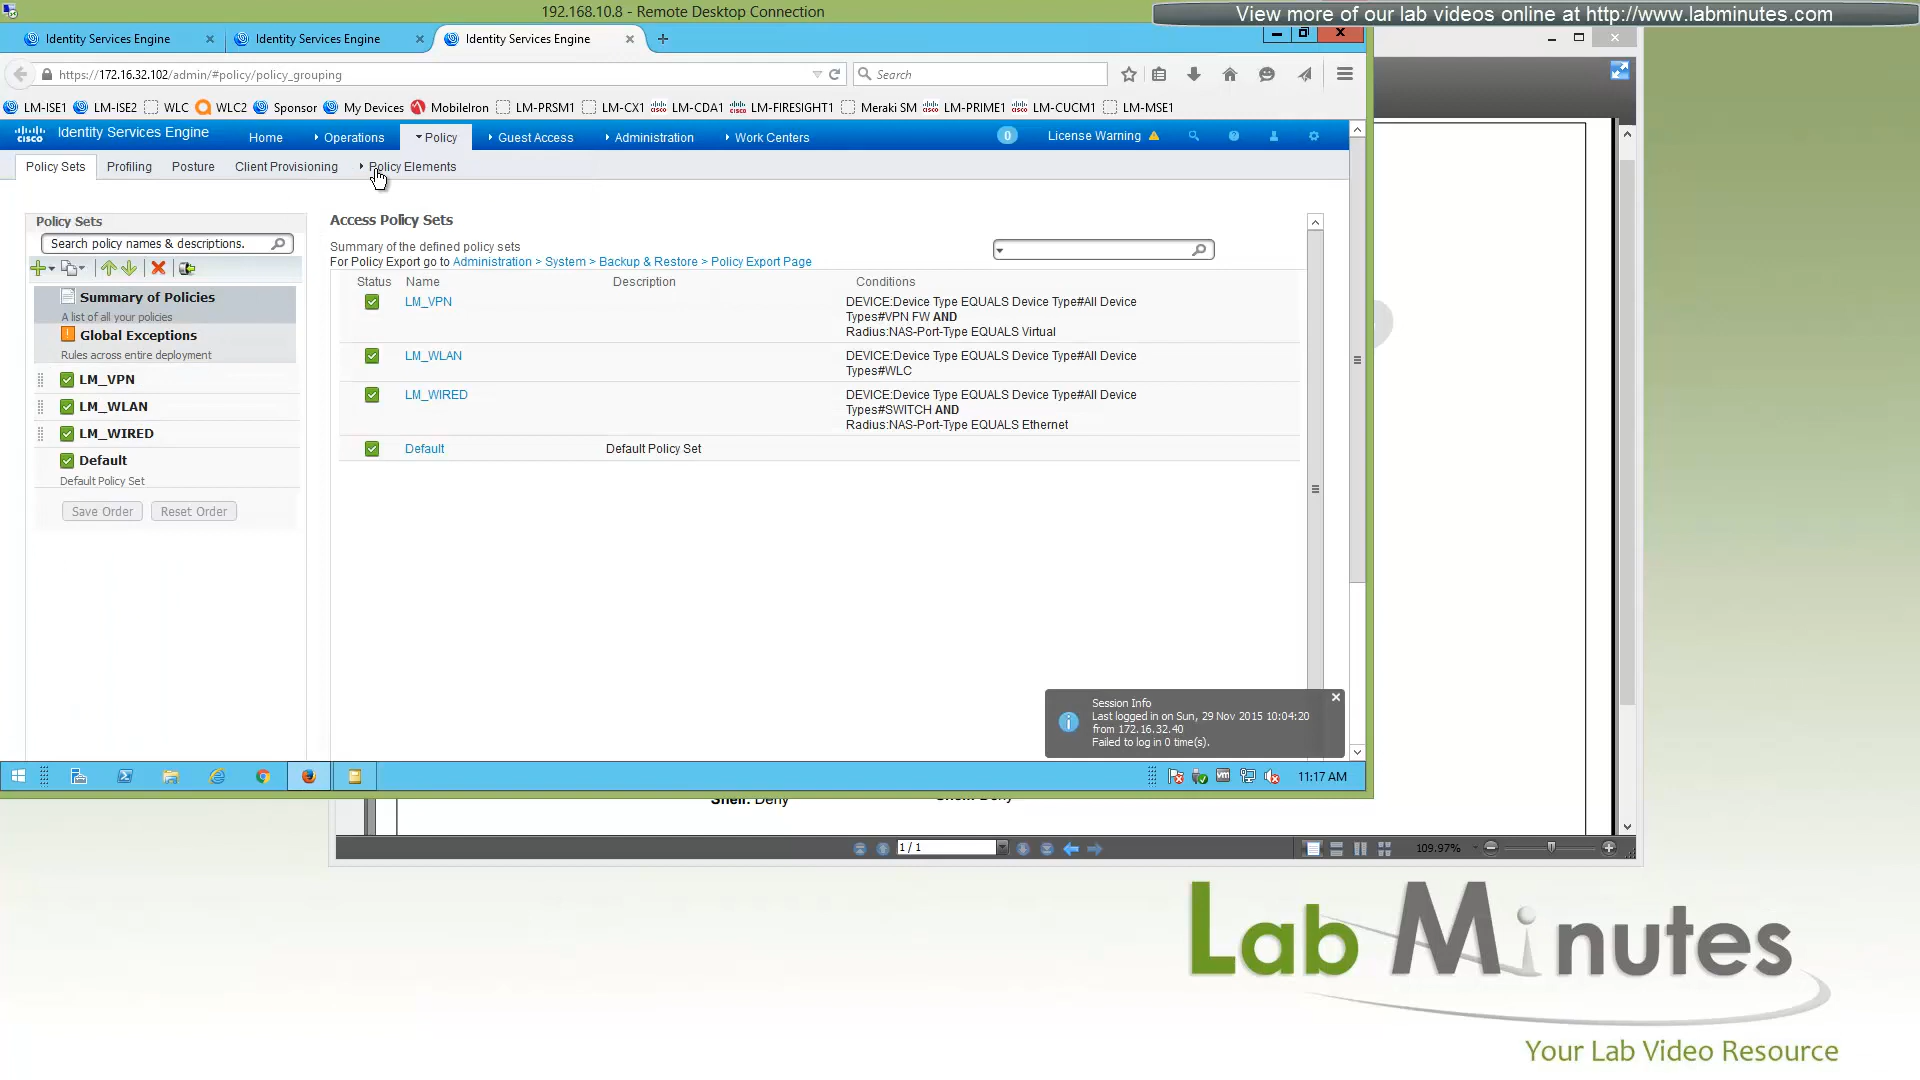 192.168.10.8 - Remote Desktop Connection
View more of our lab videos online at http://www.labminutes.com
Identity Services Engine
Identity Services Engine
Identity Services Engine
https://172.16.32.102/admin/#policy/policy_grouping
Search
LM-ISE1 LM-ISE2 WLC WLC2 Sponsor My Devices MobileIron LM-PRSM1 LM-CX1 LM-CDA1 LM-FIRESIGHT1 Meraki SM LM-PRIME1 LM-CUCM1 LM-MSE1
CISCO Identity Services Engine Home Operations Policy Guest Access Administration Work Centers 0 License Warning
Policy Sets Profiling Posture Client Provisioning Policy Elements
Policy Sets
Search policy names & descriptions.
Summary of Policies
A list of all your policies
Global Exceptions
Rules across entire deployment
LM_VPN
LM_WLAN
LM_WIRED
Default
Default Policy Set
Save Order Reset Order
Access Policy Sets
Summary of the defined policy sets
For Policy Export go to Administration > System > Backup & Restore > Policy Export Page
Status Name Description Conditions
LM_VPN DEVICE:Device Type EQUALS Device Type#All Device
Types#VPN FW AND
Radius:NAS-Port-Type EQUALS Virtual
LM_WLAN DEVICE:Device Type EQUALS Device Type#All Device
Types#WLC
LM_WIRED DEVICE:Device Type EQUALS Device Type#All Device
Types#SWITCH AND
Radius:NAS-Port-Type EQUALS Ethernet
Default Default Policy Set
Session Info
Last logged in on Sun, 29 Nov 2015 10:04:20
from 172.16.32.40
Failed to log in 0 time(s).
11:17 AM
Shell: Deny
1 / 1
109.97%
Lab Minutes
Your Lab Video Resource